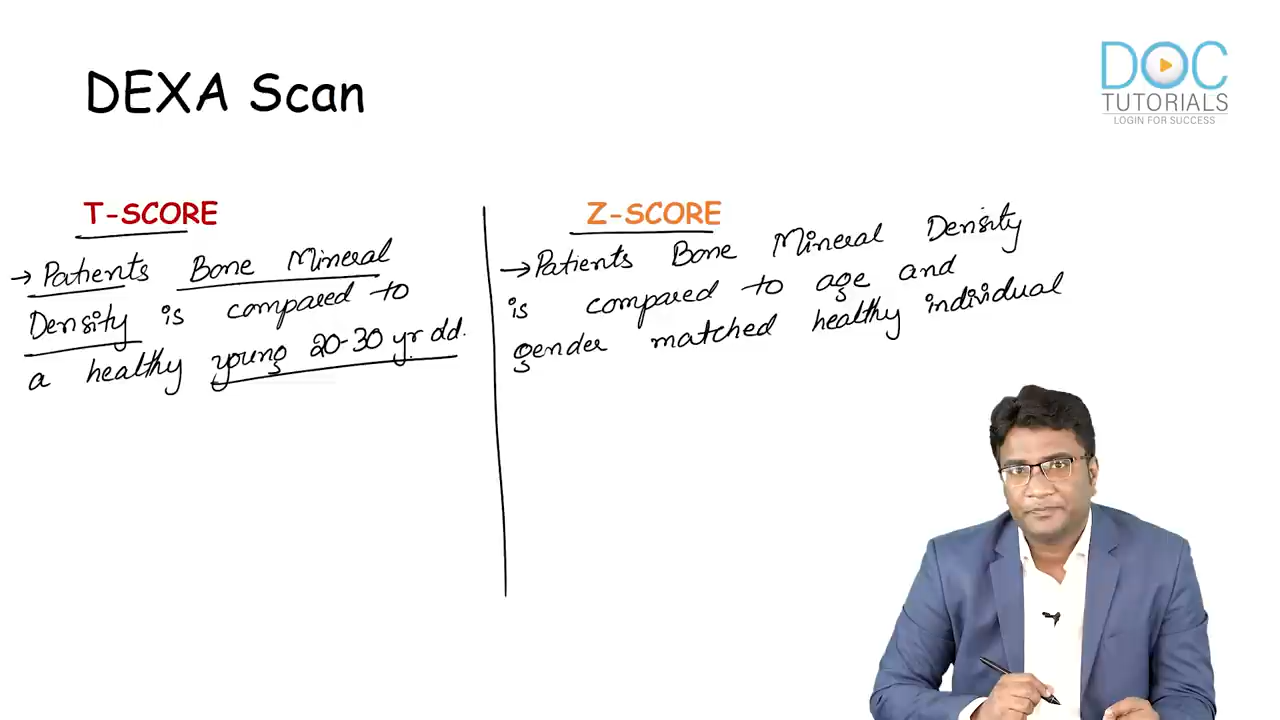 DEXA Scan
DOC
TUTORIALS
LOGIN FOR SUCCESS
T-SCORE
→ Patients Bone Mineral
Density is compared to
a healthy young 20-30 yr old.
Z-SCORE
→ Patients Bone Mineral Density
is compared to age and
gender matched healthy individual